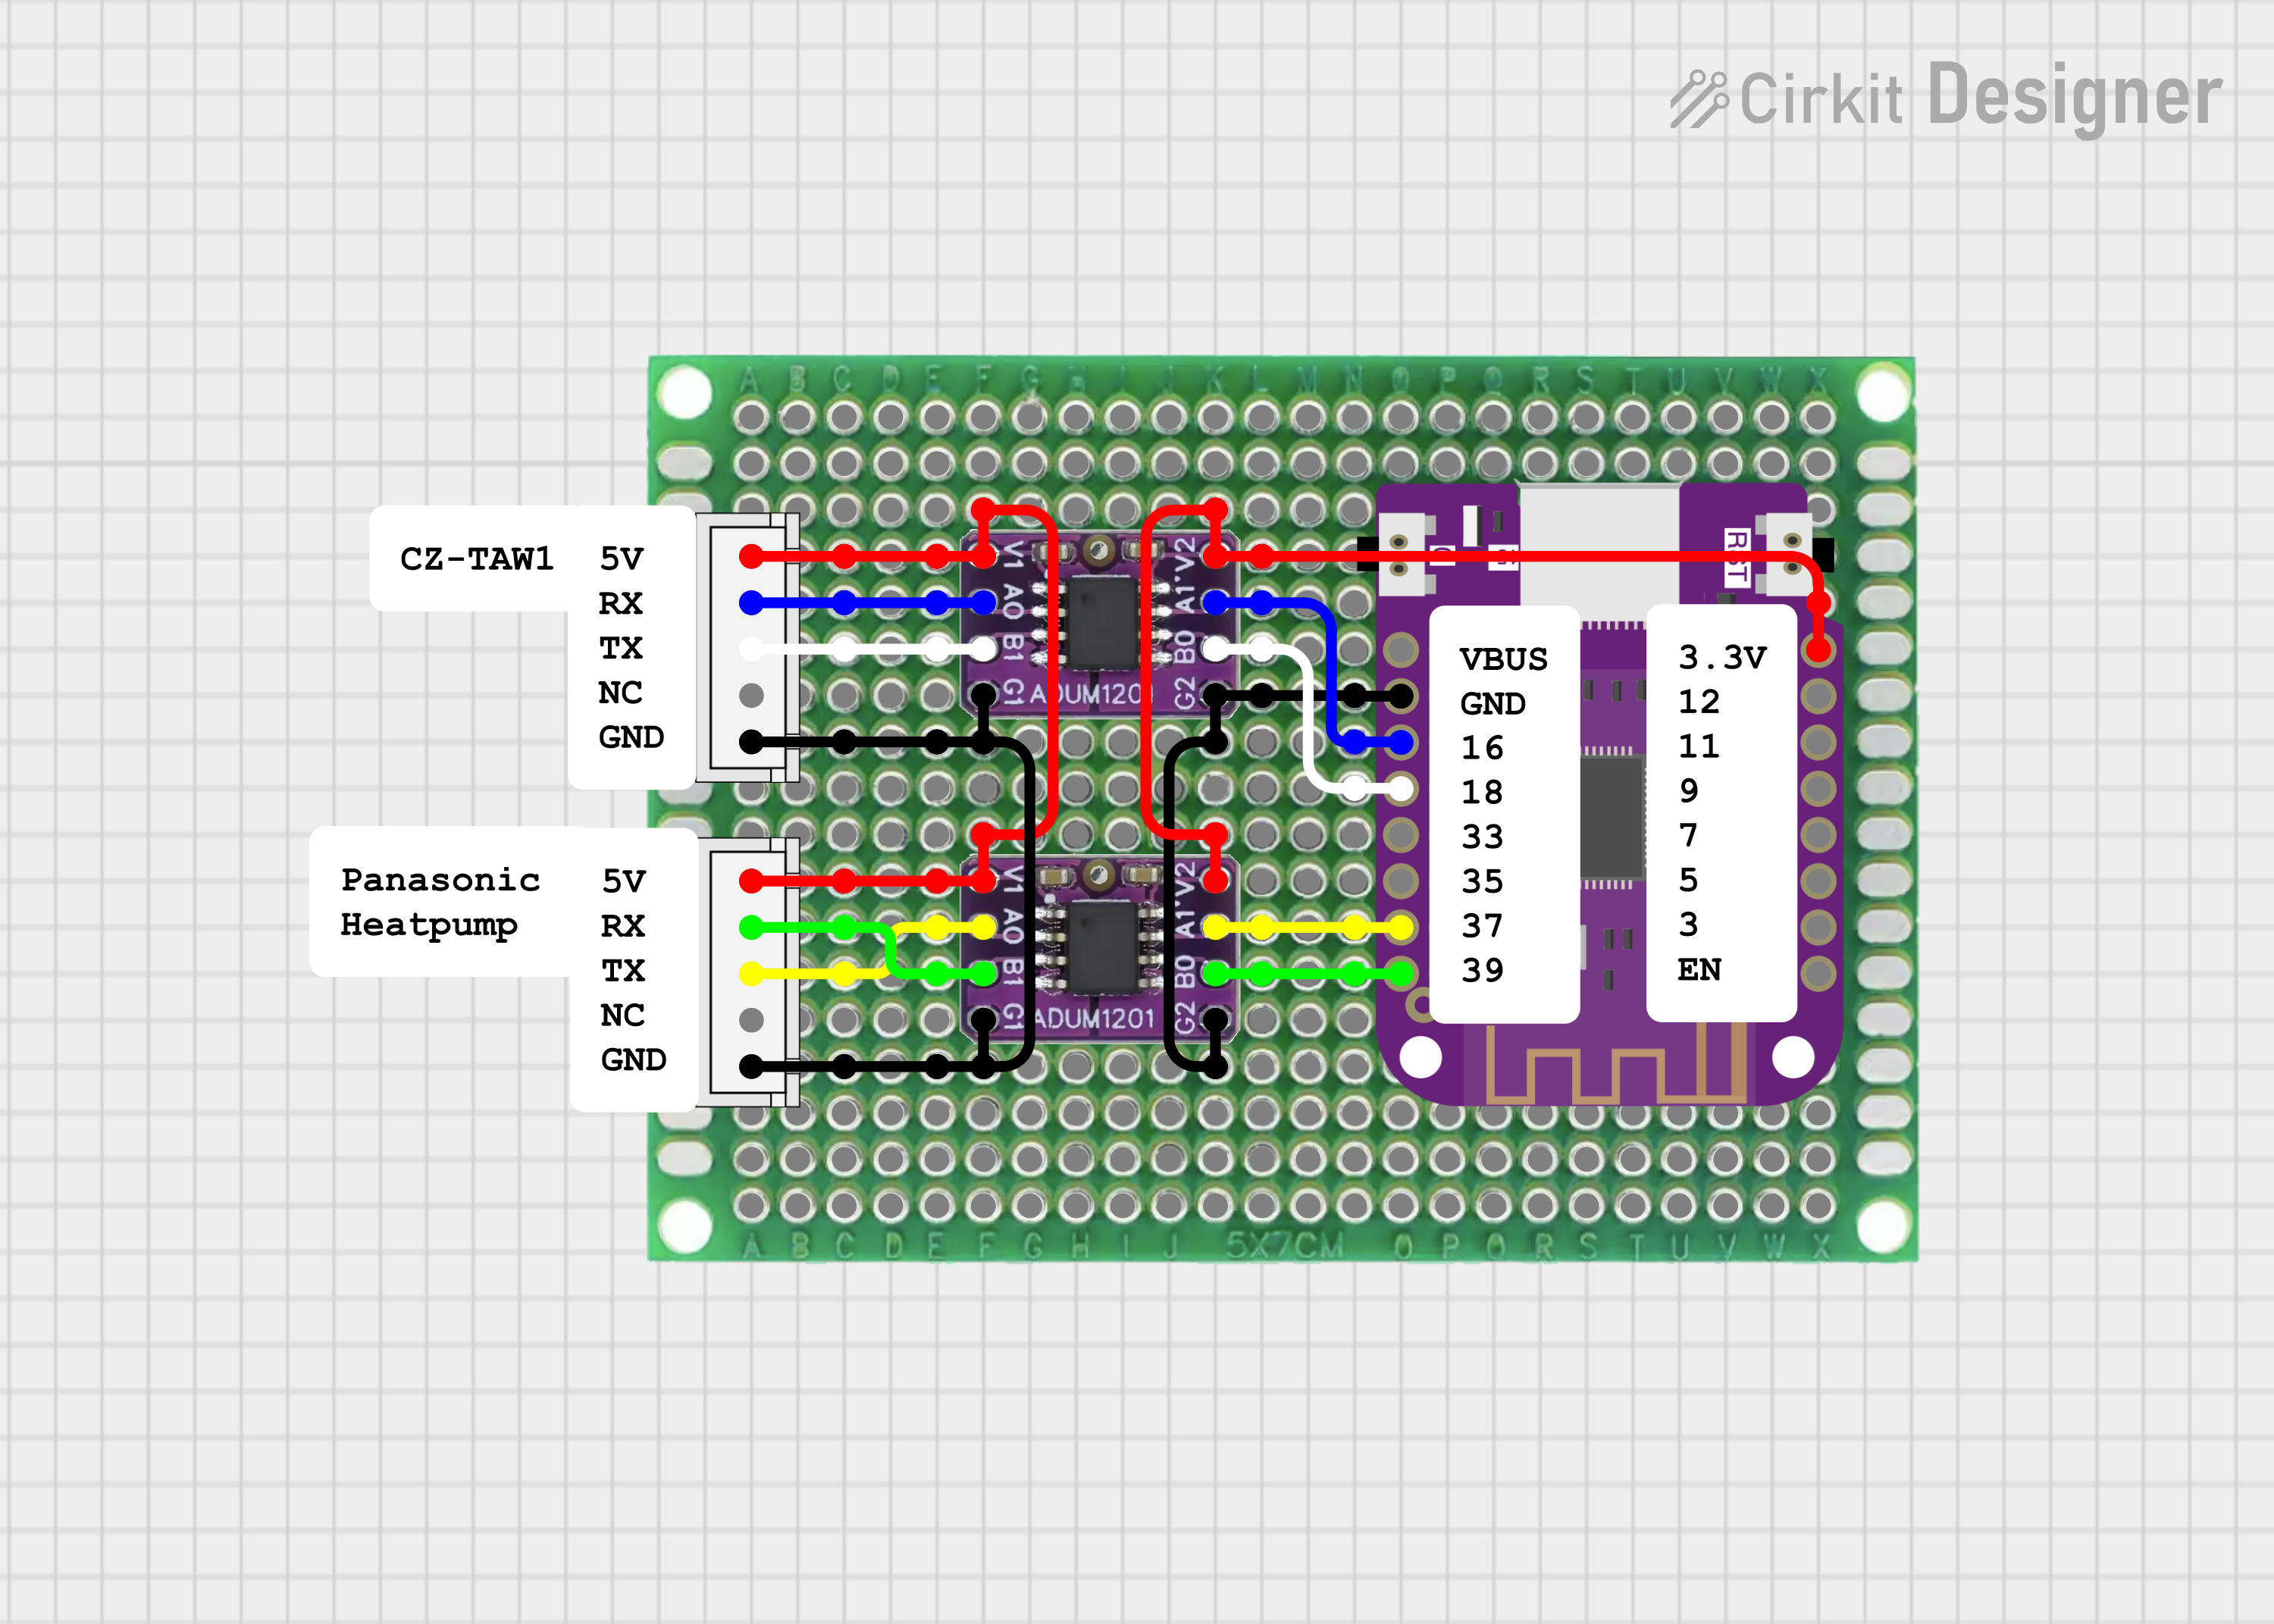 Cirkit Designer
A B C D E F G H I J K L M N O P Q R S T U V W X
CZ-TAW1
5V
RX
TX
NC
GND
V1 A0 B1 G1
ADUM1201
V2 A1 B0 G2
RST
VBUS
GND
16
18
33
35
37
39
3.3V
12
11
9
7
5
3
EN
Panasonic
Heatpump
5V
RX
TX
NC
GND
V1 A0 B1 G1
ADUM1201
V2 A1 B0 G2
A B C D E F G H I J 5X7CM O P Q R S T U V W X